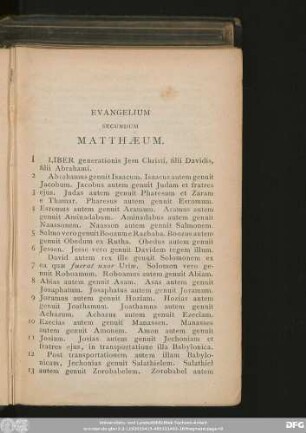 EVANGELIUM
SECUNDUM
MATTHÆUM.
1 LIBER generationis Jesu Christi, filii Davidis,
filii Abrahami.
2 Abrahamus genuit Isaacum. Isaacus autem genuit
Jacobum. Jacobus autem genuit Judam et fratres
3 ejus. Judas autem genuit Pharesum et Zaram
e Thamar. Pharesus autem genuit Esromum.
4 Esromus autem genuit Aramum. Aramus autem
genuit Aminadabum. Aminadabus autem genuit
Naassonem. Naasson autem genuit Salmonem.
5 Salmo vero genuit Boozum e Rachaba. Boozus autem
genuit Obedum ex Rutha. Obedus autem genuit
6 Jessen. Jesse vero genuit Davidem regem illum.
David autem rex ille genuit Solomonem ex
7 ea quæ fuerat uxor Uriæ. Solomon vero ge-
nuit Roboamum. Roboamus autem genuit Abiam.
8 Abias autem genuit Asam. Asas autem genuit
Josaphatum. Josaphatus autem genuit Joramum.
9 Joramus autem genuit Hoziam. Hozias autem
genuit Joathamum. Joathamus autem genuit
Achazum. Achazus autem genuit Ezeciam.
10 Ezecias autem genuit Manassen. Manasses
autem genuit Amonum. Amon autem genuit
11 Josiam. Josias autem genuit Jechoniam et
fratres ejus, in transportatione illa Babylonica.
12 Post transportationem autem illam Babylo-
nicam, Jechonias genuit Salathielem. Salathiel
13 autem genuit Zorobabelem. Zorobabel autem